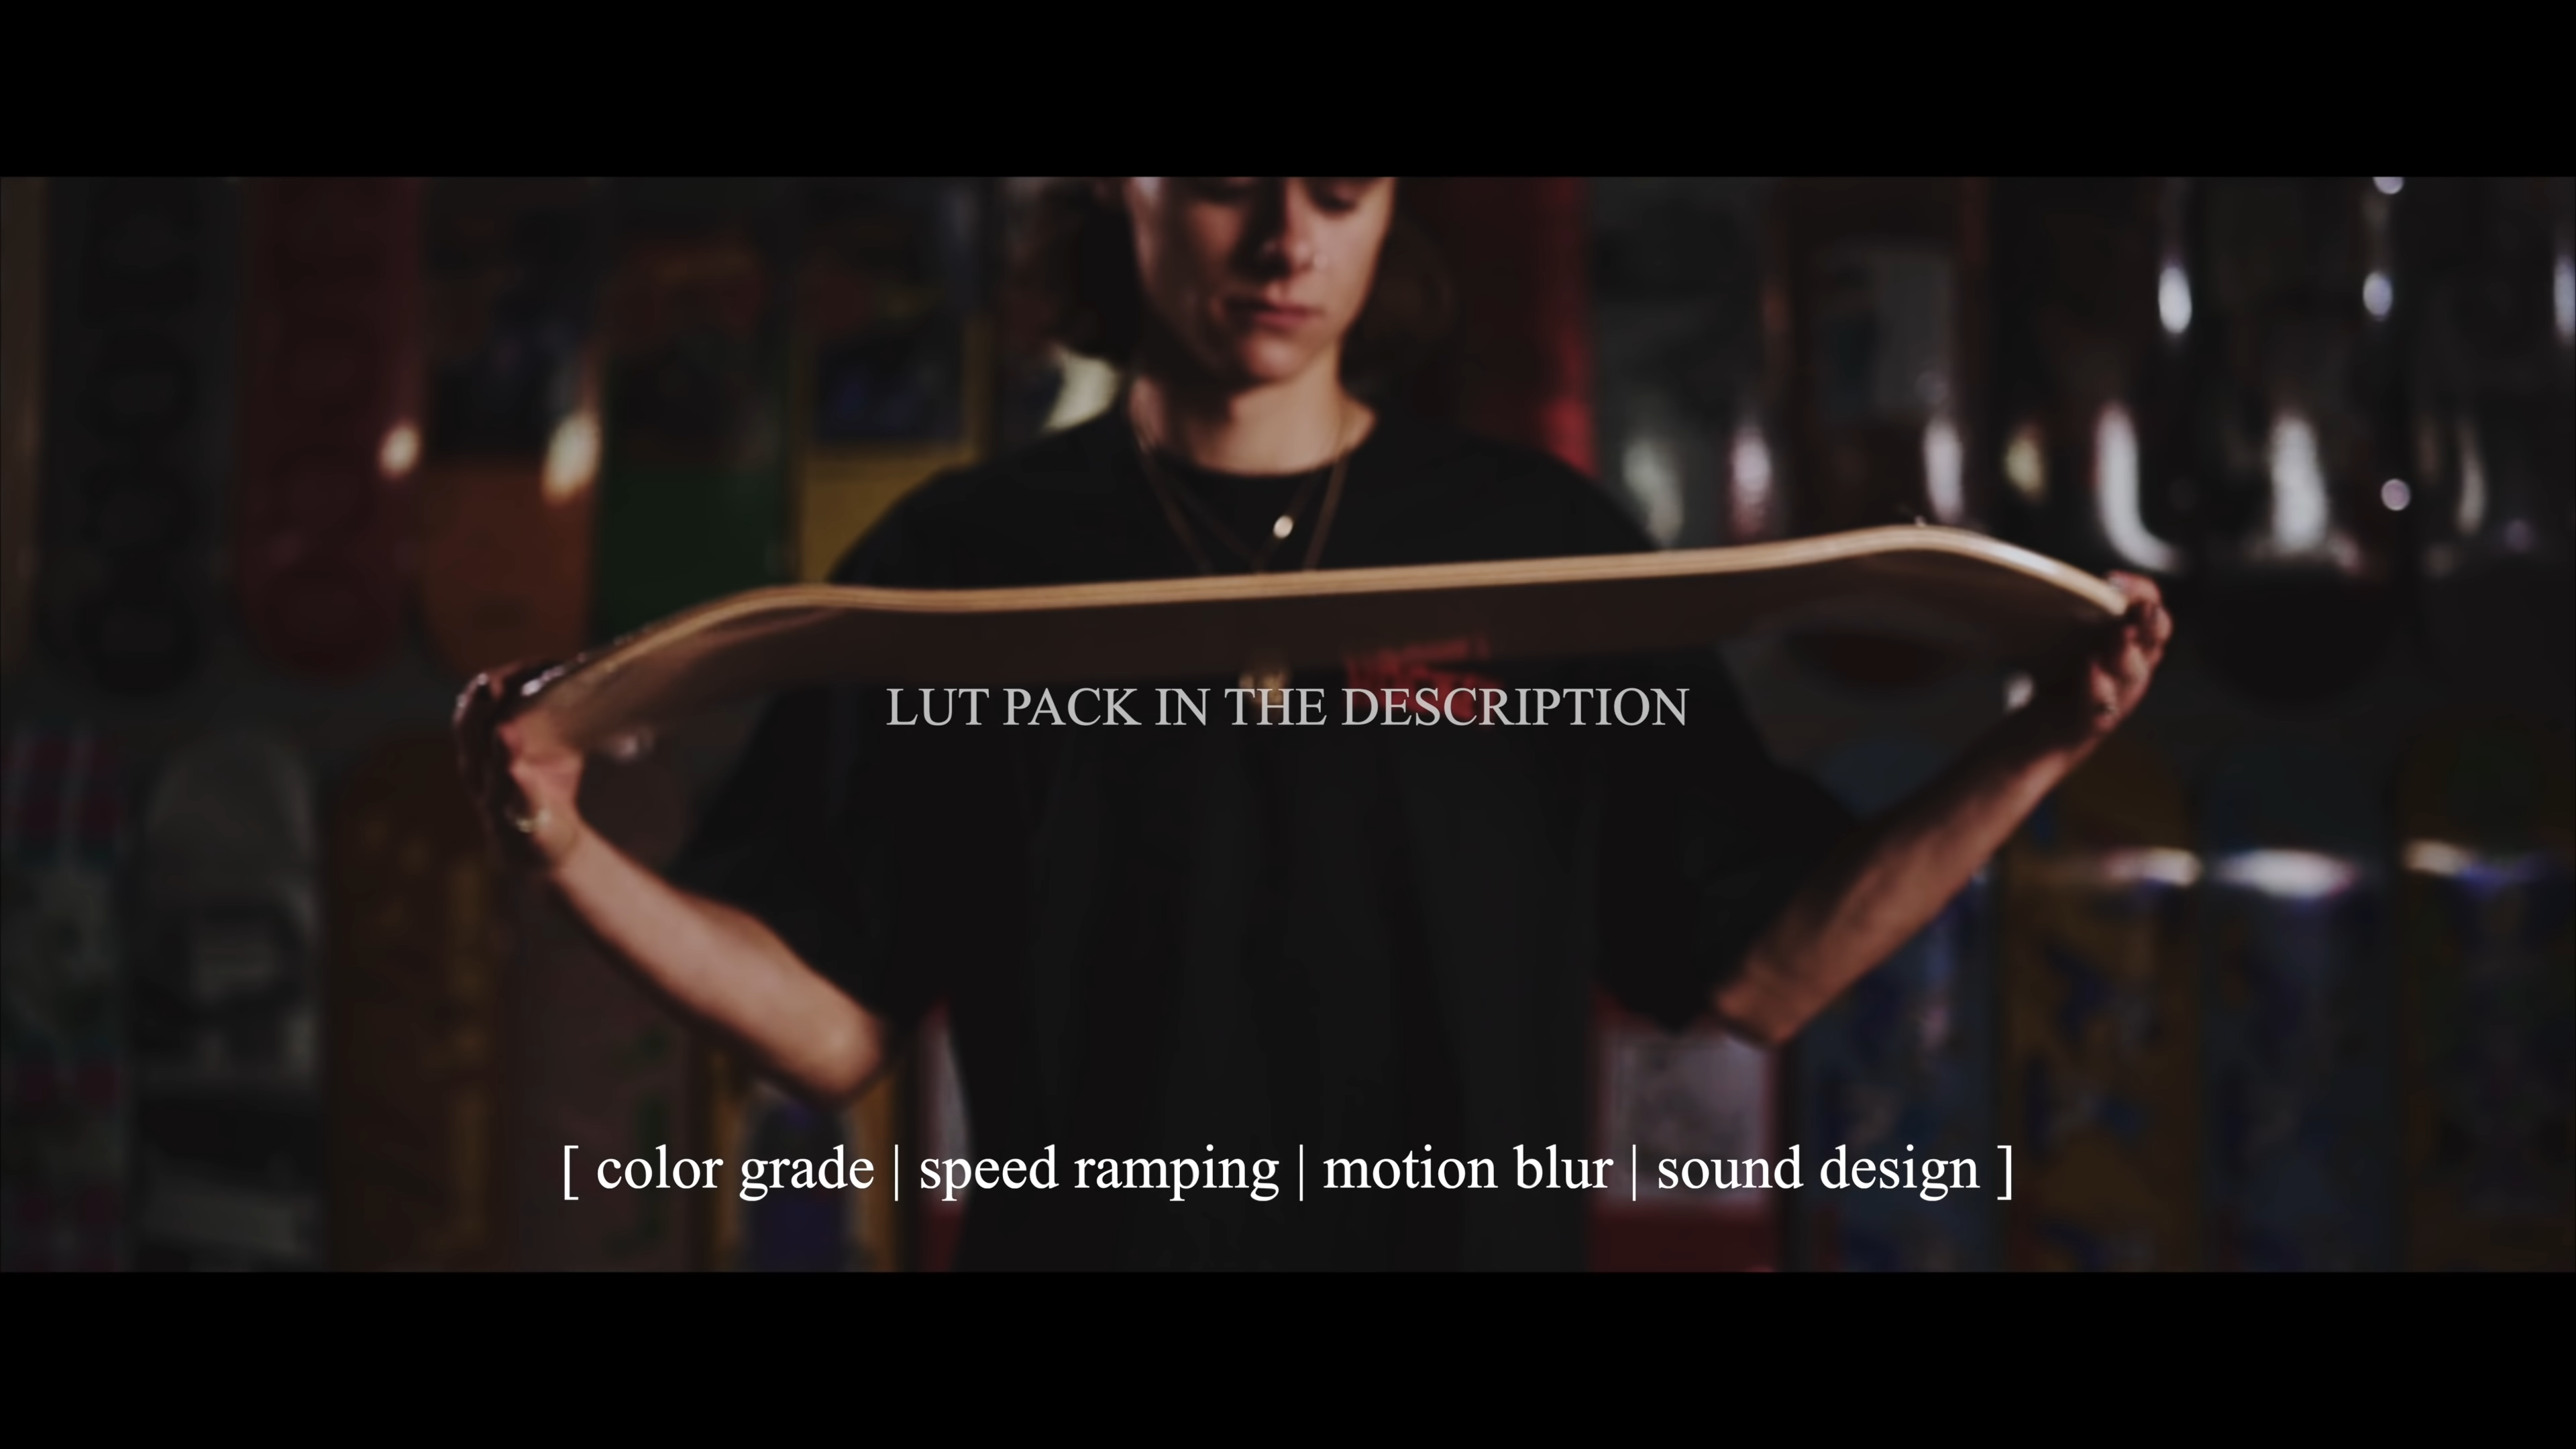 LUT PACK IN THE DESCRIPTION
[ color grade | speed ramping | motion blur | sound design ]